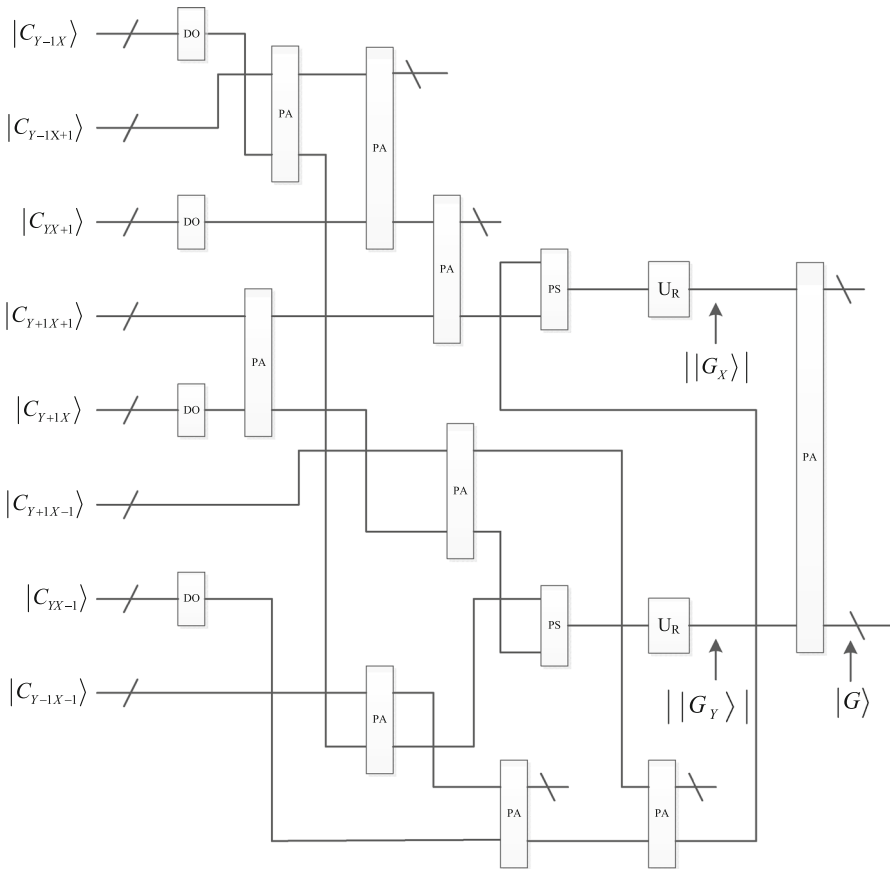 |C_{Y-1X}⟩ DO
PA
|C_{Y-1X+1}⟩
PA
|C_{YX+1}⟩ DO
PA
PS U_R
|C_{Y+1X+1}⟩
PA
||G_X⟩|
|C_{Y+1X}⟩ DO
PA
PA
|C_{Y+1X-1}⟩
|C_{YX-1}⟩ DO
PS U_R
|C_{Y-1X-1}⟩
||G_Y⟩| |G⟩
PA
PA PA